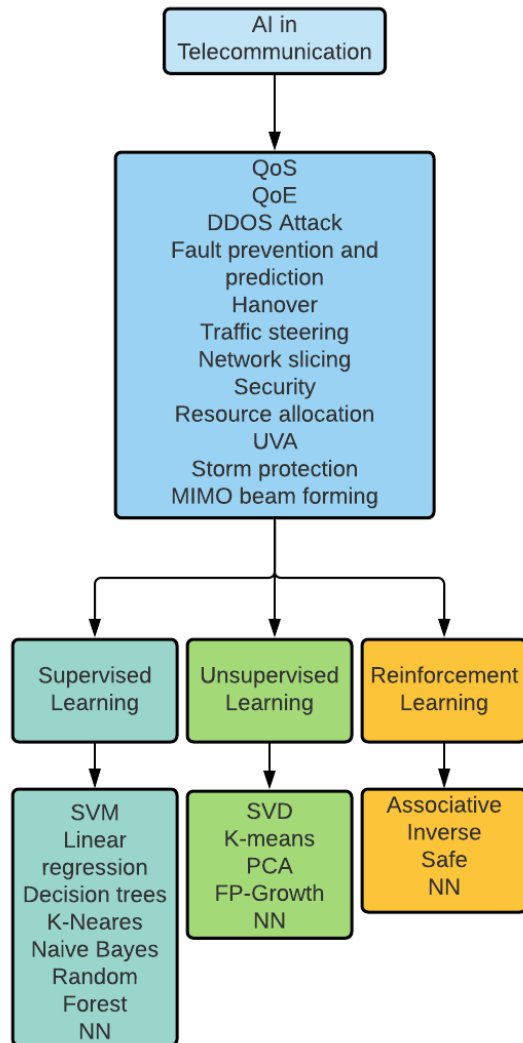 AI in
Telecommunication
QoS
QoE
DDOS Attack
Fault prevention and
prediction
Hanover
Traffic steering
Network slicing
Security
Resource allocation
UVA
Storm protection
MIMO beam forming
Supervised
Learning
Unsupervised
Learning
Reinforcement
Learning
SVM
Linear
regression
Decision trees
K-Neares
Naive Bayes
Random
Forest
NN
SVD
K-means
PCA
FP-Growth
NN
Associative
Inverse
Safe
NN